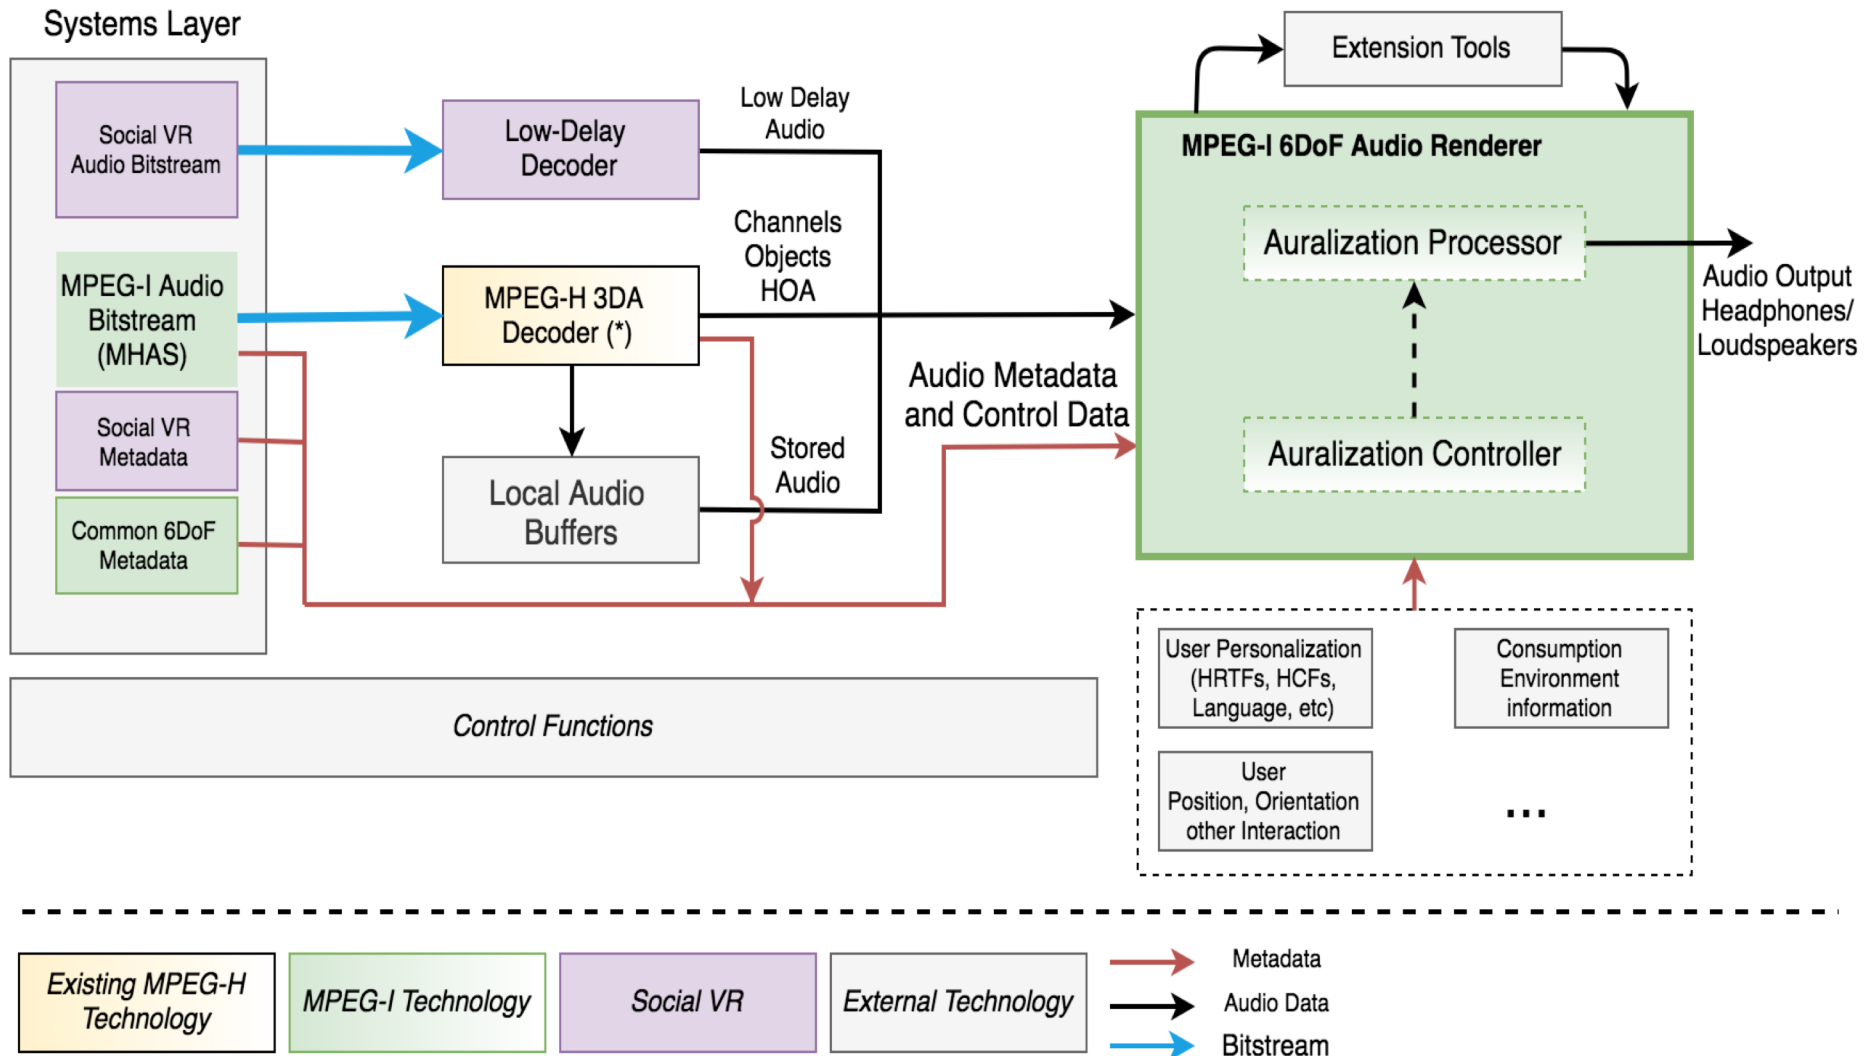 Systems Layer
Social VR
Audio Bitstream
MPEG-I Audio
Bitstream
(MHAS)
Social VR
Metadata
Common 6DoF
Metadata
Low-Delay
Decoder
Low Delay
Audio
MPEG-H 3DA
Decoder (*)
Channels
Objects
HOA
Local Audio
Buffers
Stored
Audio
Audio Metadata
and Control Data
Extension Tools
MPEG-I 6DoF Audio Renderer
Auralization Processor
Auralization Controller
Audio Output
Headphones/
Loudspeakers
Control Functions
User Personalization
(HRTFs, HCFs,
Language, etc)
Consumption
Environment
information
User
Position, Orientation
other Interaction
...
Existing MPEG-H
Technology
MPEG-I Technology
Social VR
External Technology
Metadata
Audio Data
Bitstream